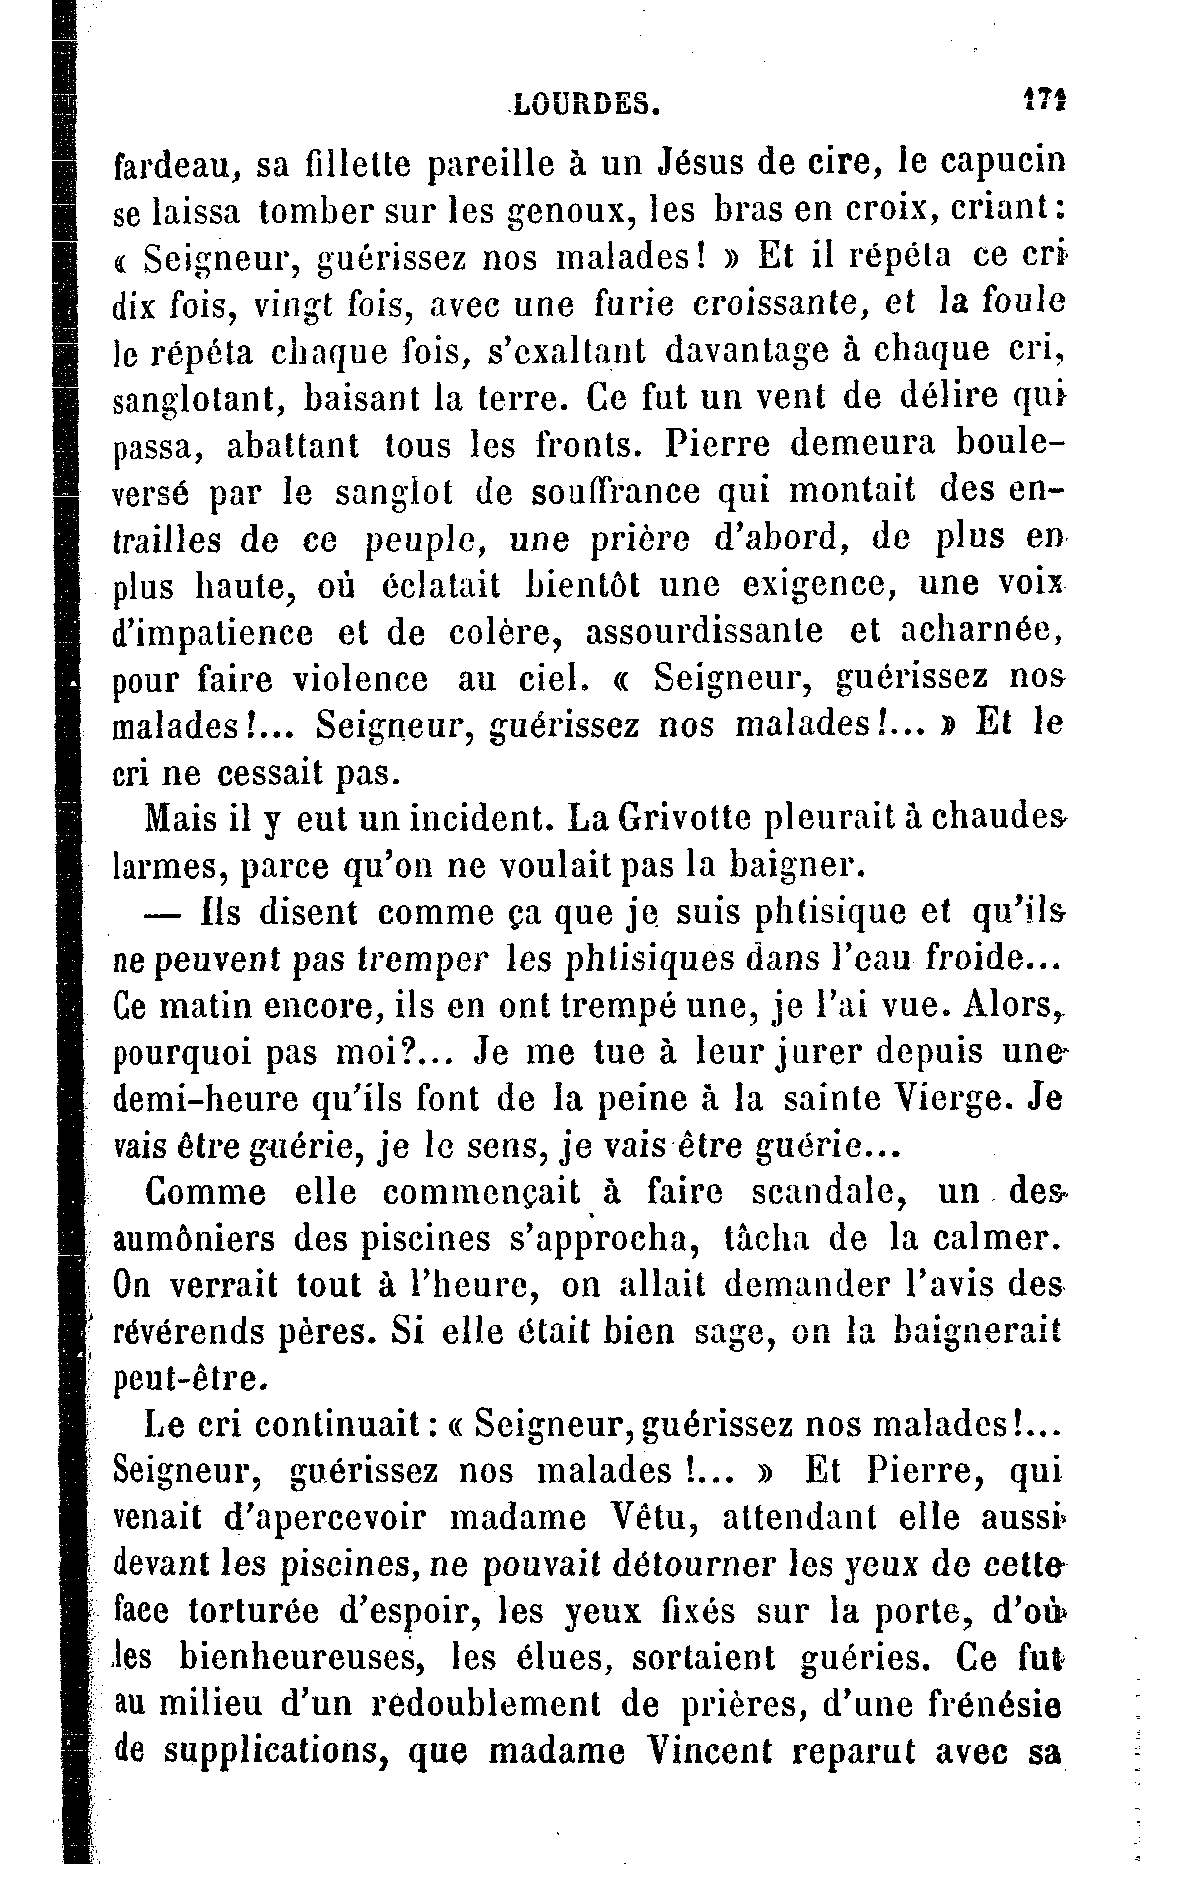 LOURDES. 171
fardeau, sa fillette pareille à un Jésus de cire, le capucin
se laissa tomber sur les genoux, les bras en croix, criant :
« Seigneur, guérissez nos malades! » Et il répéta ce cri
dix fois, vingt fois, avec une furie croissante, et la foule
le répéta chaque fois, s'exaltant davantage à chaque cri,
sanglotant, baisant la terre. Ce fut un vent de délire qui
passa, abattant tous les fronts. Pierre demeura boule-
versé par le sanglot de souffrance qui montait des en-
trailles de ce peuple, une prière d'abord, de plus en
plus haute, où éclatait bientôt une exigence, une voix
d'impatience et de colère, assourdissante et acharnée,
pour faire violence au ciel. « Seigneur, guérissez nos
malades!... Seigneur, guérissez nos malades!... » Et le
cri ne cessait pas.
Mais il y eut un incident. La Grivotte pleurait à chaudes
larmes, parce qu'on ne voulait pas la baigner.
— Ils disent comme ça que je suis phtisique et qu'ils
ne peuvent pas tremper les phtisiques dans l'eau froide...
Ce matin encore, ils en ont trempé une, je l'ai vue. Alors,
pourquoi pas moi?... Je me tue à leur jurer depuis une
demi-heure qu'ils font de la peine à la sainte Vierge. Je
vais être guérie, je le sens, je vais être guérie...
Comme elle commençait à faire scandale, un des
aumôniers des piscines s'approcha, tâcha de la calmer.
On verrait tout à l'heure, on allait demander l'avis des
révérends pères. Si elle était bien sage, on la baignerait
peut-être.
Le cri continuait : « Seigneur, guérissez nos malades!...
Seigneur, guérissez nos malades !... » Et Pierre, qui
venait d'apercevoir madame Vêtu, attendant elle aussi
devant les piscines, ne pouvait détourner les yeux de cette
face torturée d'espoir, les yeux fixés sur la porte, d'où
les bienheureuses, les élues, sortaient guéries. Ce fut
au milieu d'un redoublement de prières, d'une frénésie
de supplications, que madame Vincent reparut avec sa